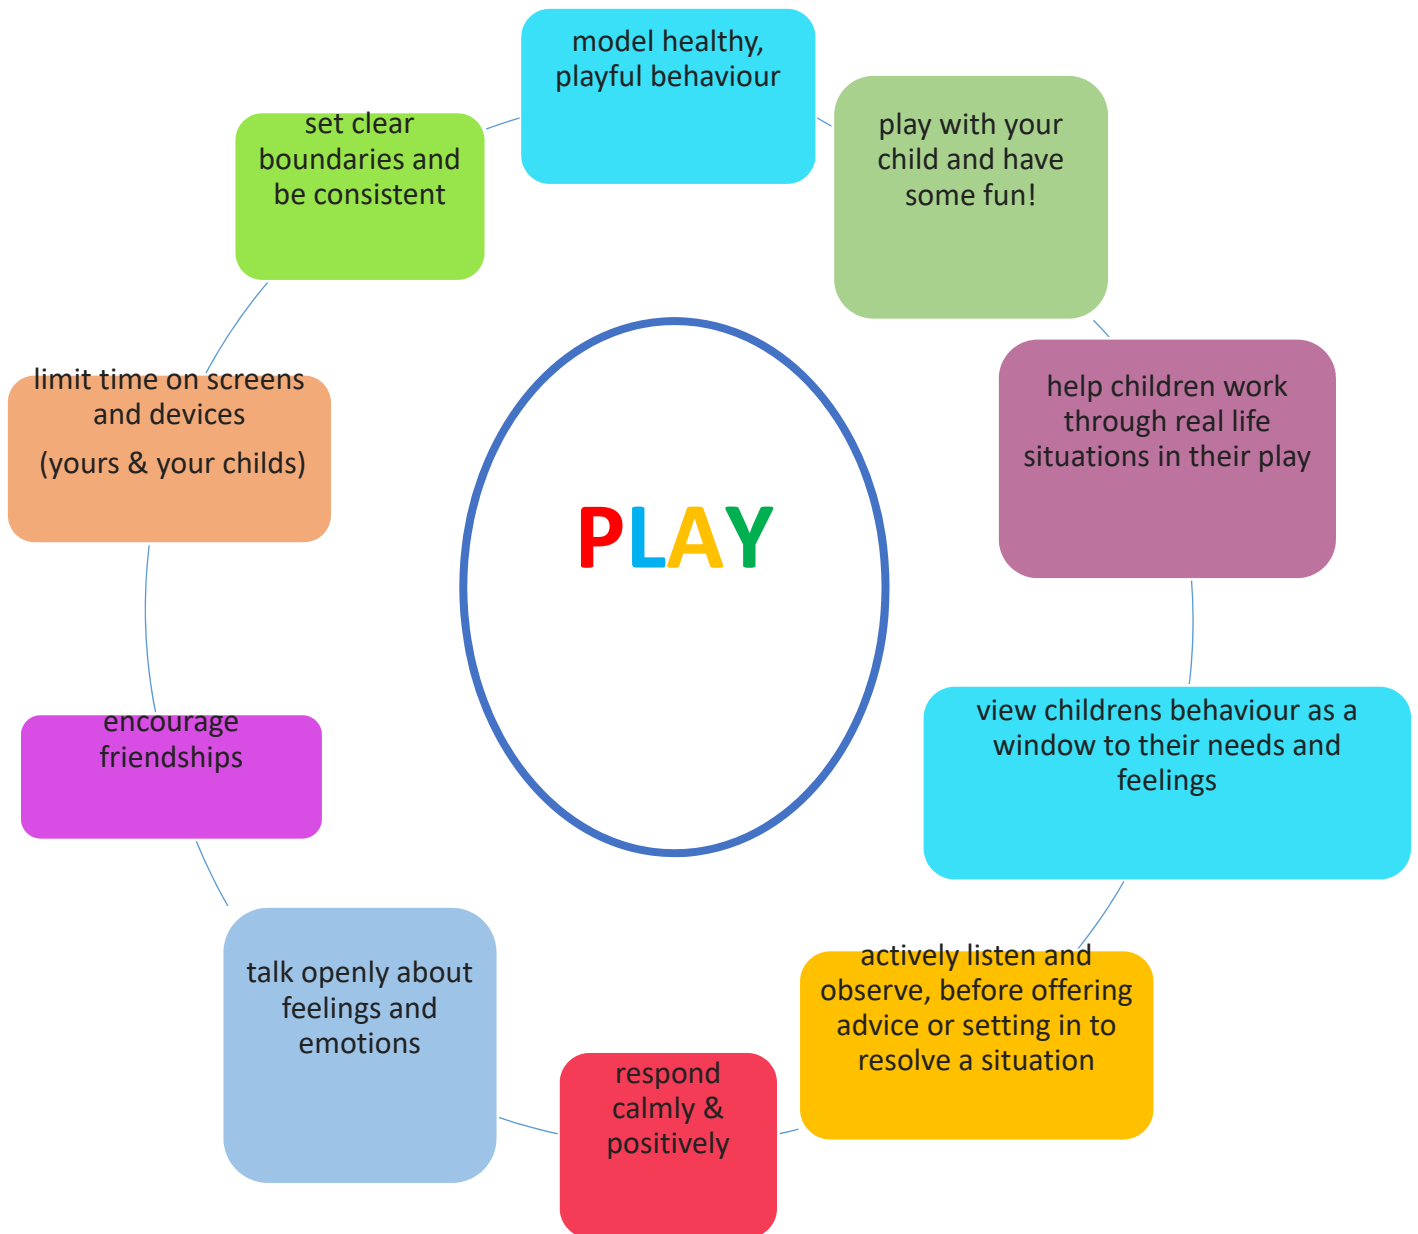 model healthy,
playful behaviour
play with your
child and have
some fun!
help children work
through real life
situations in their play
view childrens behaviour as a
window to their needs and
feelings
actively listen and
observe, before offering
advice or setting in to
resolve a situation
respond
calmly &
positively
talk openly about
feelings and
emotions
encourage
friendships
limit time on screens
and devices
(yours & your childs)
set clear
boundaries and
be consistent
PLAY